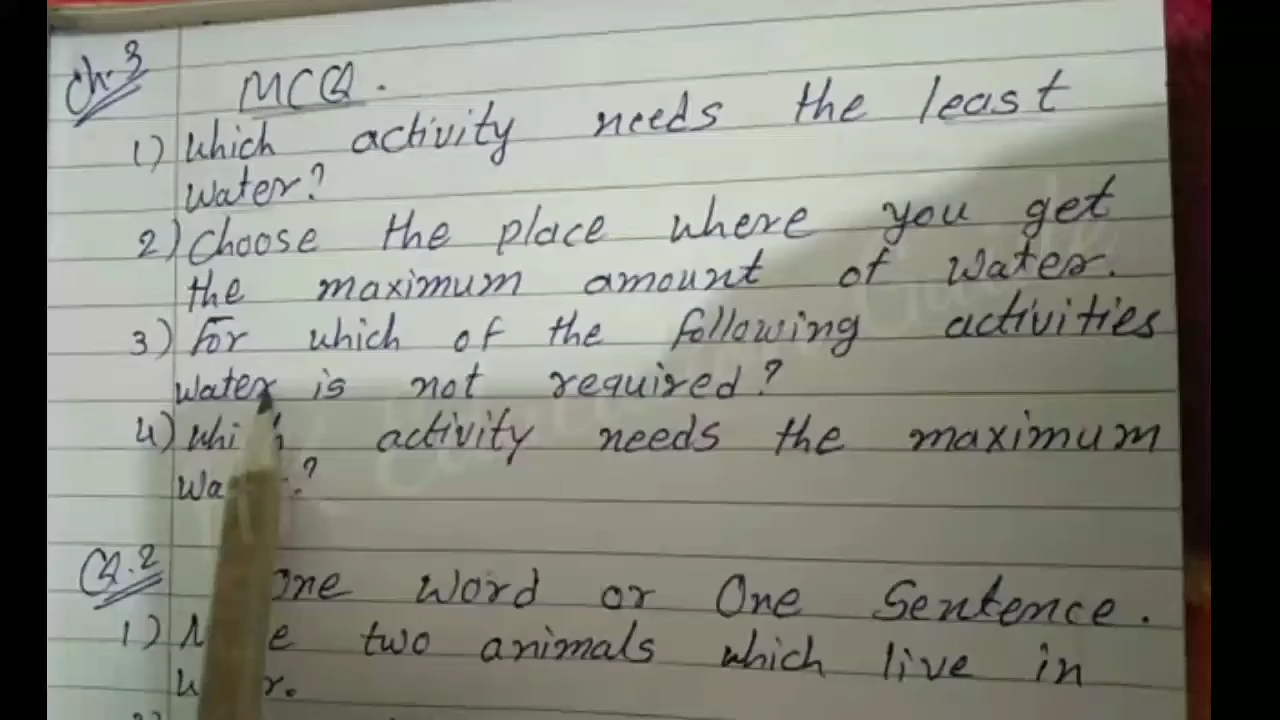 Ch.3
MCQ.
1) Which activity needs the least
Water?
2) Choose the place where you get
the maximum amount of water.
3) For which of the following activities
water is not required?
4) activity needs the maximum
Q.2
One Word or One Sentence.
1) two animals which live in